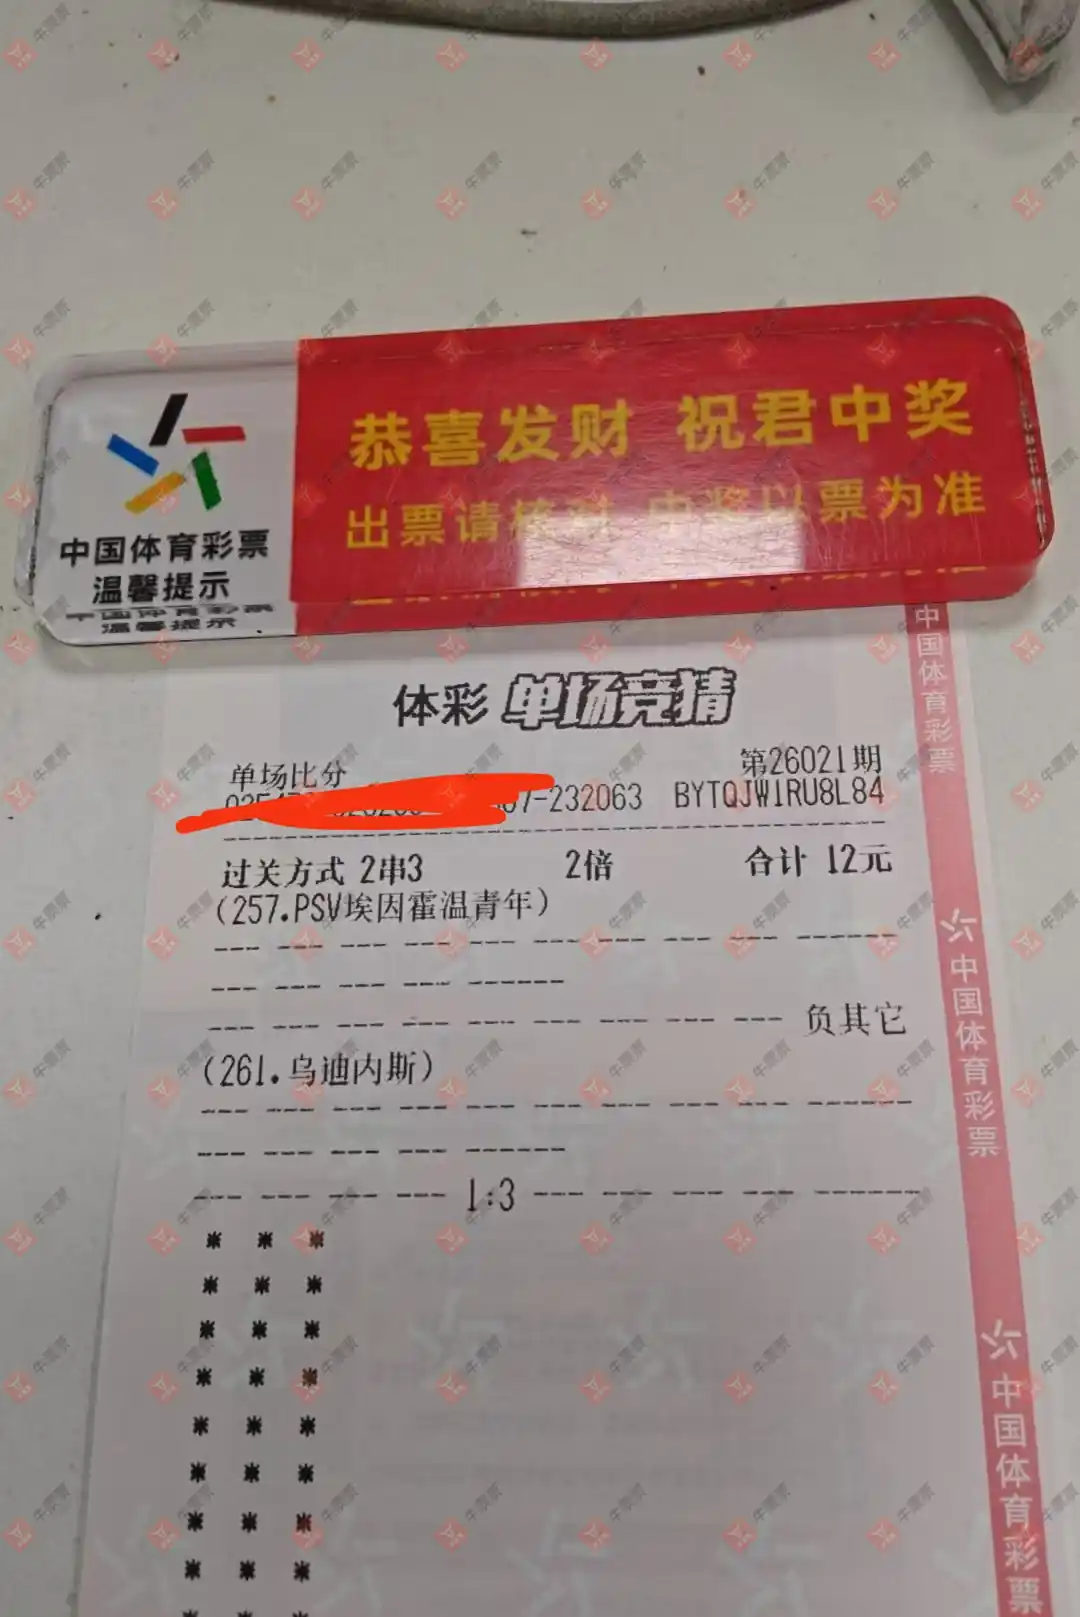 恭喜发财 祝君中奖
出票请核对 中奖以票为准
中国体育彩票
温馨提示
体彩 单场竞猜
单场比分 第26021期
-232063 BYTQJW1RU8L84
过关方式 2串3 2倍 合计 12元
(257.PSV埃因霍温青年)
--- --- --- --- --- --- --- --- --- ------
--- --- --- --- ------
--- --- --- --- --- --- --- --- --- 负其它
(261.乌迪内斯)
--- --- --- --- --- --- --- --- --- ------
--- --- --- --- ------
--- --- --- --- 1:3 --- --- --- --- ------
中国体育彩票
中国体育彩票
中国体育彩票
牛票票